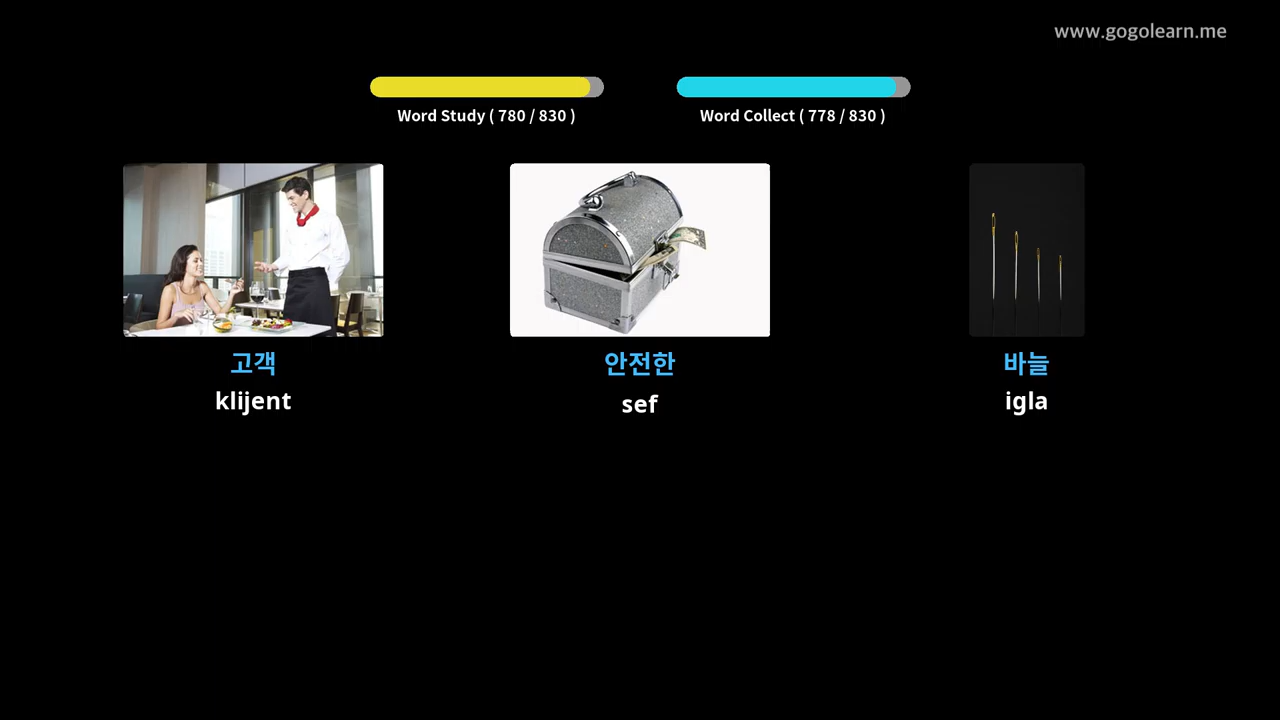 www.gogolearn.me
Word Study ( 780 / 830 )
Word Collect ( 778 / 830 )
고객
klijent
안전한
sef
바늘
igla